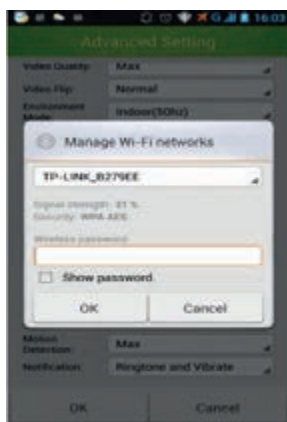 16:03
Advanced Setting
Video Quality: Max
Video Flip: Normal
Environment Mode: Indoor(50hz)
Manage Wi-Fi networks
TP-LINK_B279EE
Signal strength: 21 %
Security: WPA AES
Wireless password
Show password.
OK Cancel
Motion Detection: Max
Notification: Ringtone and Vibrate
OK Cancel